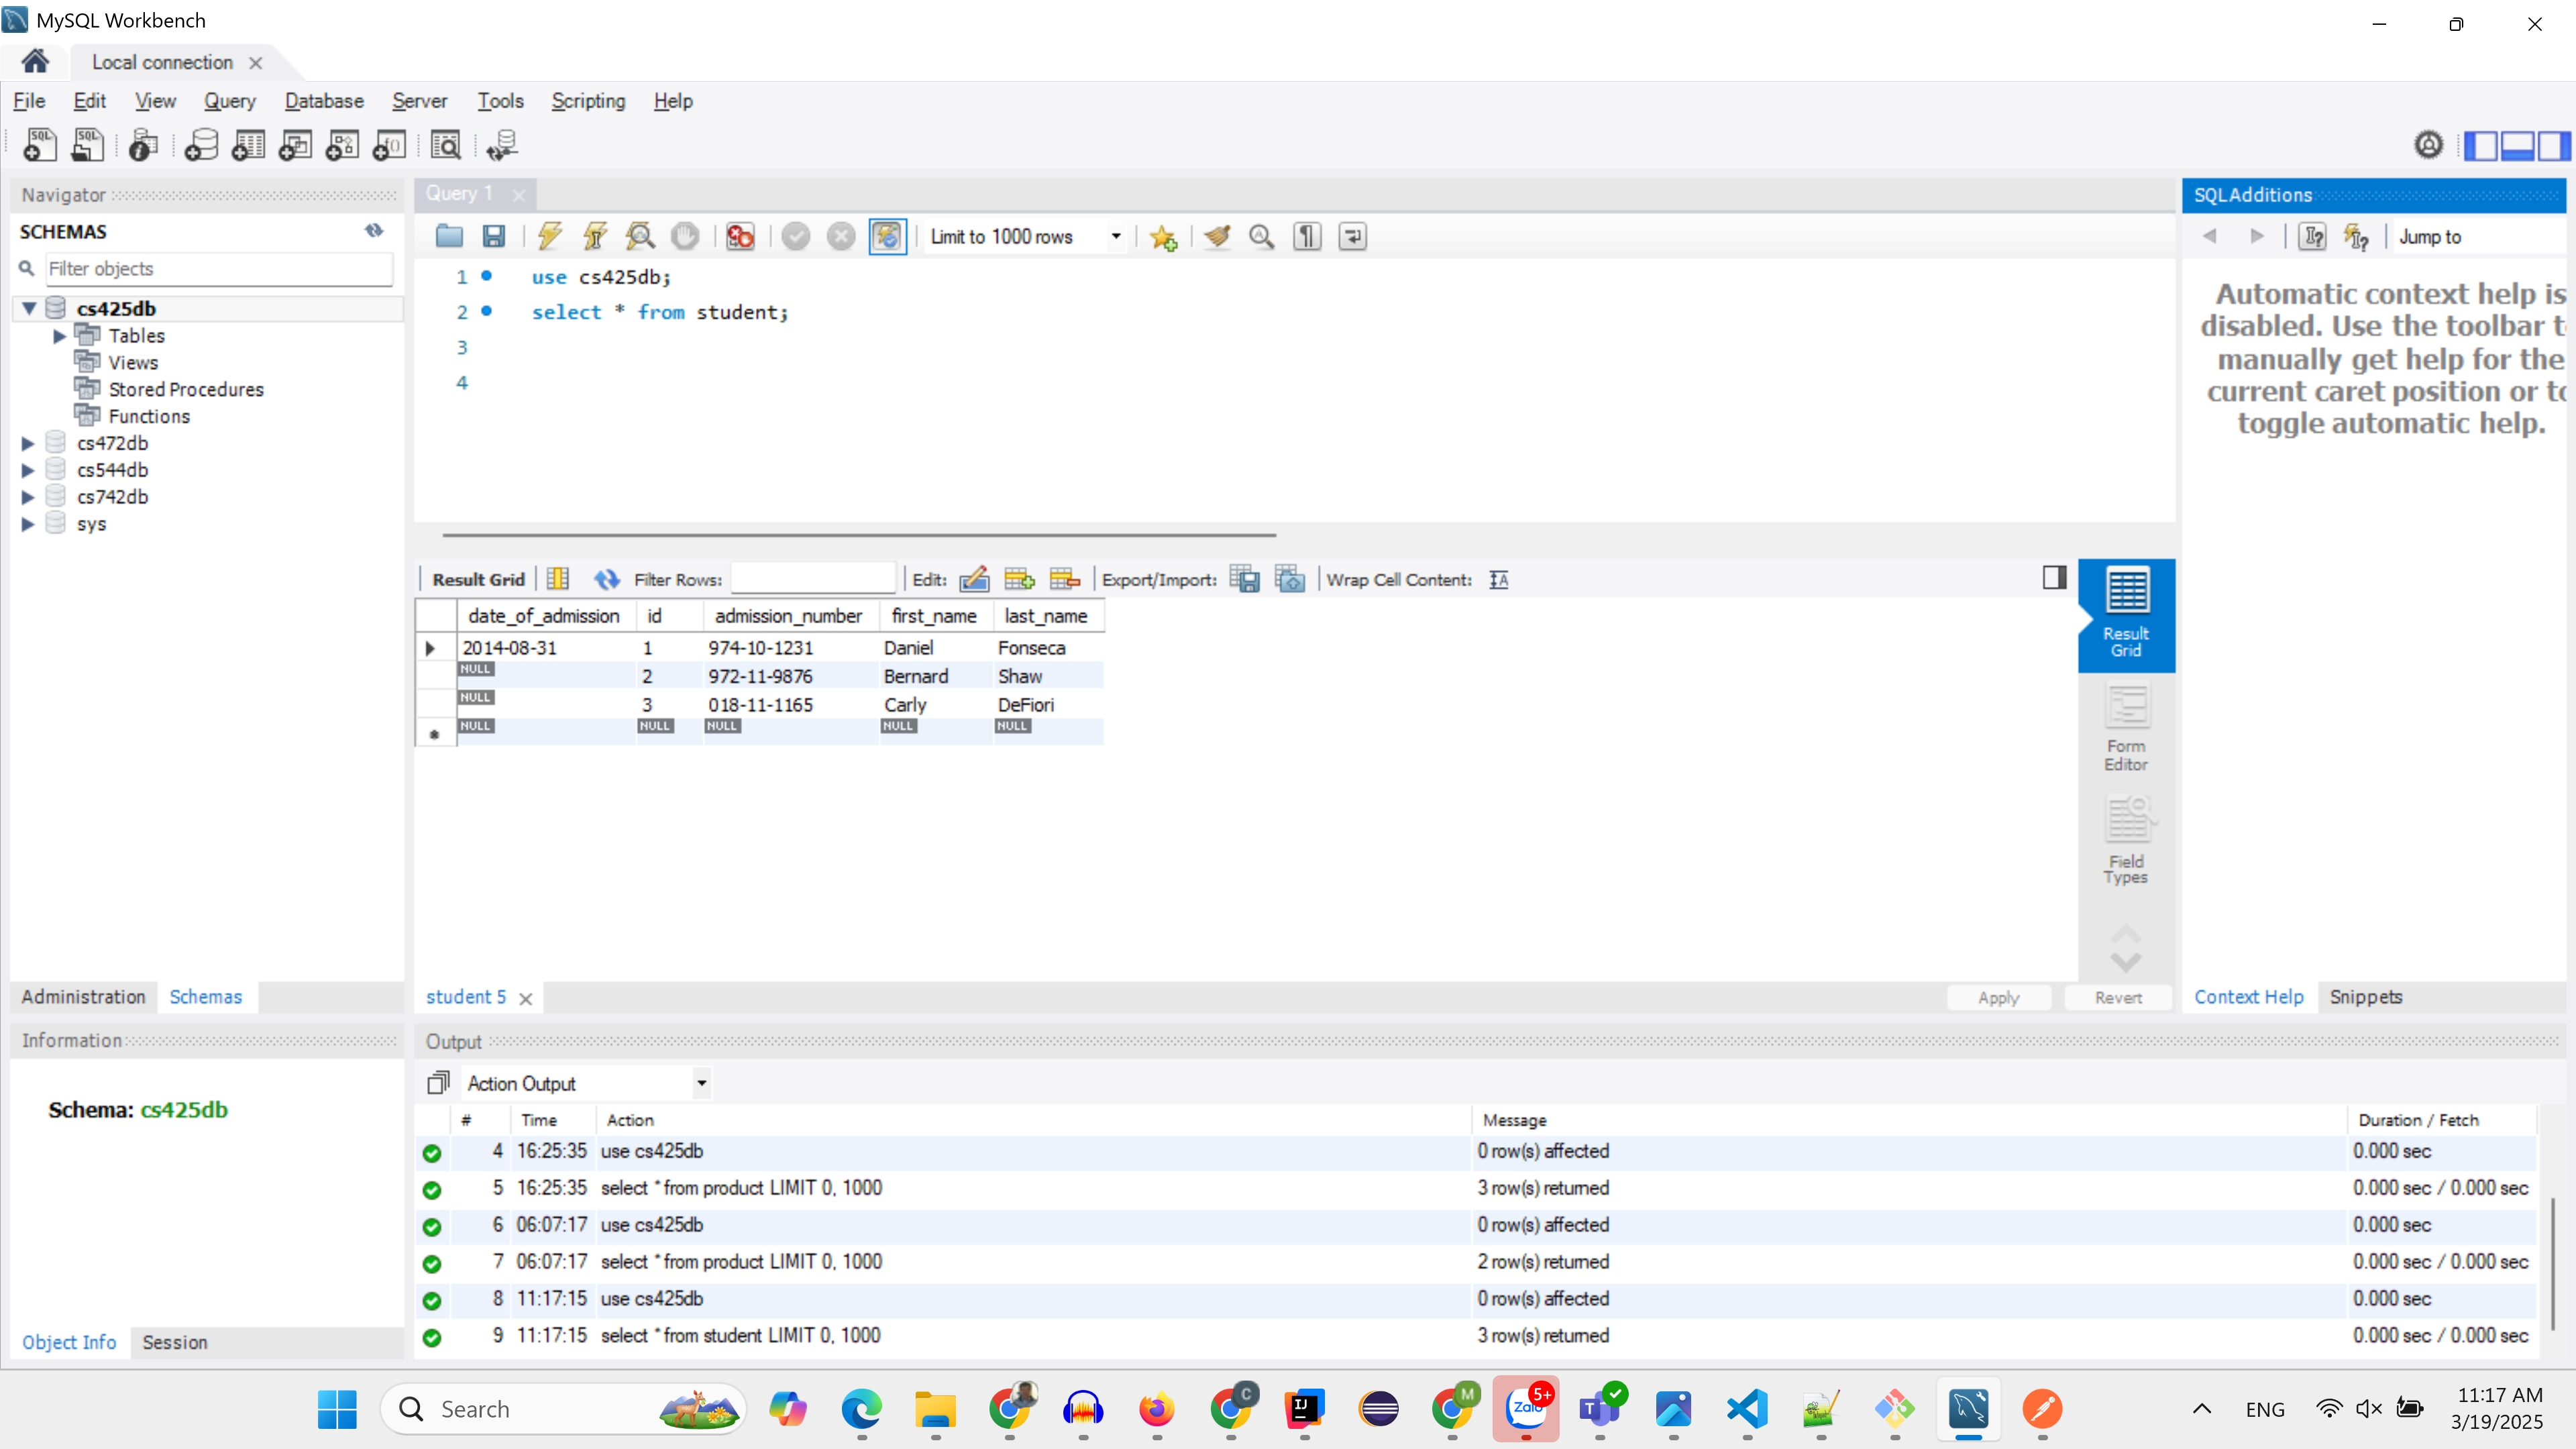 MySQL Workbench
Local connection
File Edit View Query Database Server Tools Scripting Help
Navigator
SCHEMAS
Filter objects
cs425db
Tables
Views
Stored Procedures
Functions
cs472db
cs544db
cs742db
sys
Administration Schemas
Information
Schema: cs425db
Object Info Session
Query 1
Limit to 1000 rows
1 use cs425db;
2 select * from student;
3
4
Result Grid Filter Rows: Edit: Export/Import: Wrap Cell Content:
date_of_admission id admission_number first_name last_name
2014-08-31 1 974-10-1231 Daniel Fonseca
NULL 2 972-11-9876 Bernard Shaw
NULL 3 018-11-1165 Carly DeFiori
NULL NULL NULL NULL NULL
Result
Grid
Form
Editor
Field
Types
student 5 Apply Revert
SQLAdditions
Jump to
Automatic context help is
disabled. Use the toolbar
manually get help for the
current caret position or
toggle automatic help.
Context Help Snippets
Output
Action Output
# Time Action Message Duration / Fetch
4 16:25:35 use cs425db 0 row(s) affected 0.000 sec
5 16:25:35 select * from product LIMIT 0, 1000 3 row(s) returned 0.000 sec / 0.000 sec
6 06:07:17 use cs425db 0 row(s) affected 0.000 sec
7 06:07:17 select * from product LIMIT 0, 1000 2 row(s) returned 0.000 sec / 0.000 sec
8 11:17:15 use cs425db 0 row(s) affected 0.000 sec
9 11:17:15 select * from student LIMIT 0, 1000 3 row(s) returned 0.000 sec / 0.000 sec
Search
C
IJ
M
Zalo
5+
T
ENG
11:17 AM
3/19/2025